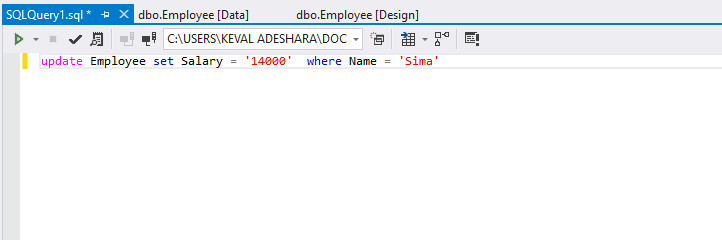 SQLQuery1.sql * dbo.Employee [Data] dbo.Employee [Design]
C:\USERS\KEVAL ADESHARA\DOC
update Employee set Salary = '14000'  where Name = 'Sima'